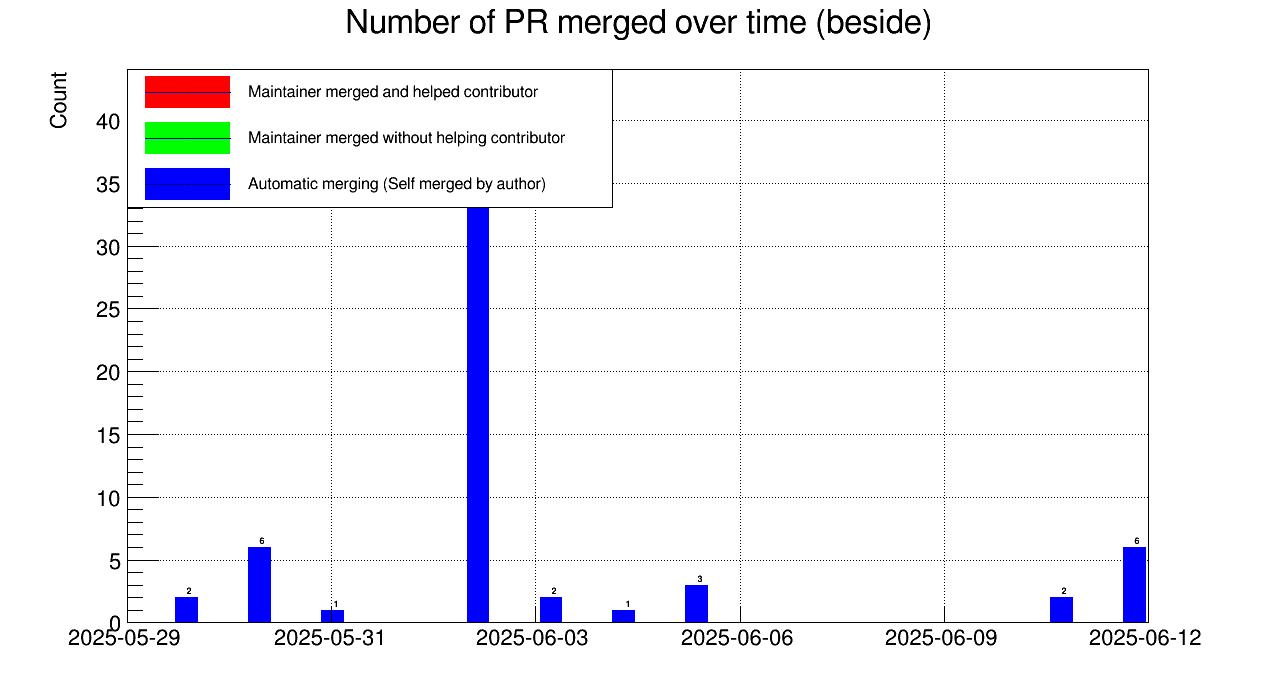 Number of PR merged over time (beside)
Count
Maintainer merged and helped contributor
Maintainer merged without helping contributor
Automatic merging (Self merged by author)
40
35
30
25
20
15
10
5
0
2 6 1 2 1 3 2 6
2025-05-29 2025-05-31 2025-06-03 2025-06-06 2025-06-09 2025-06-12